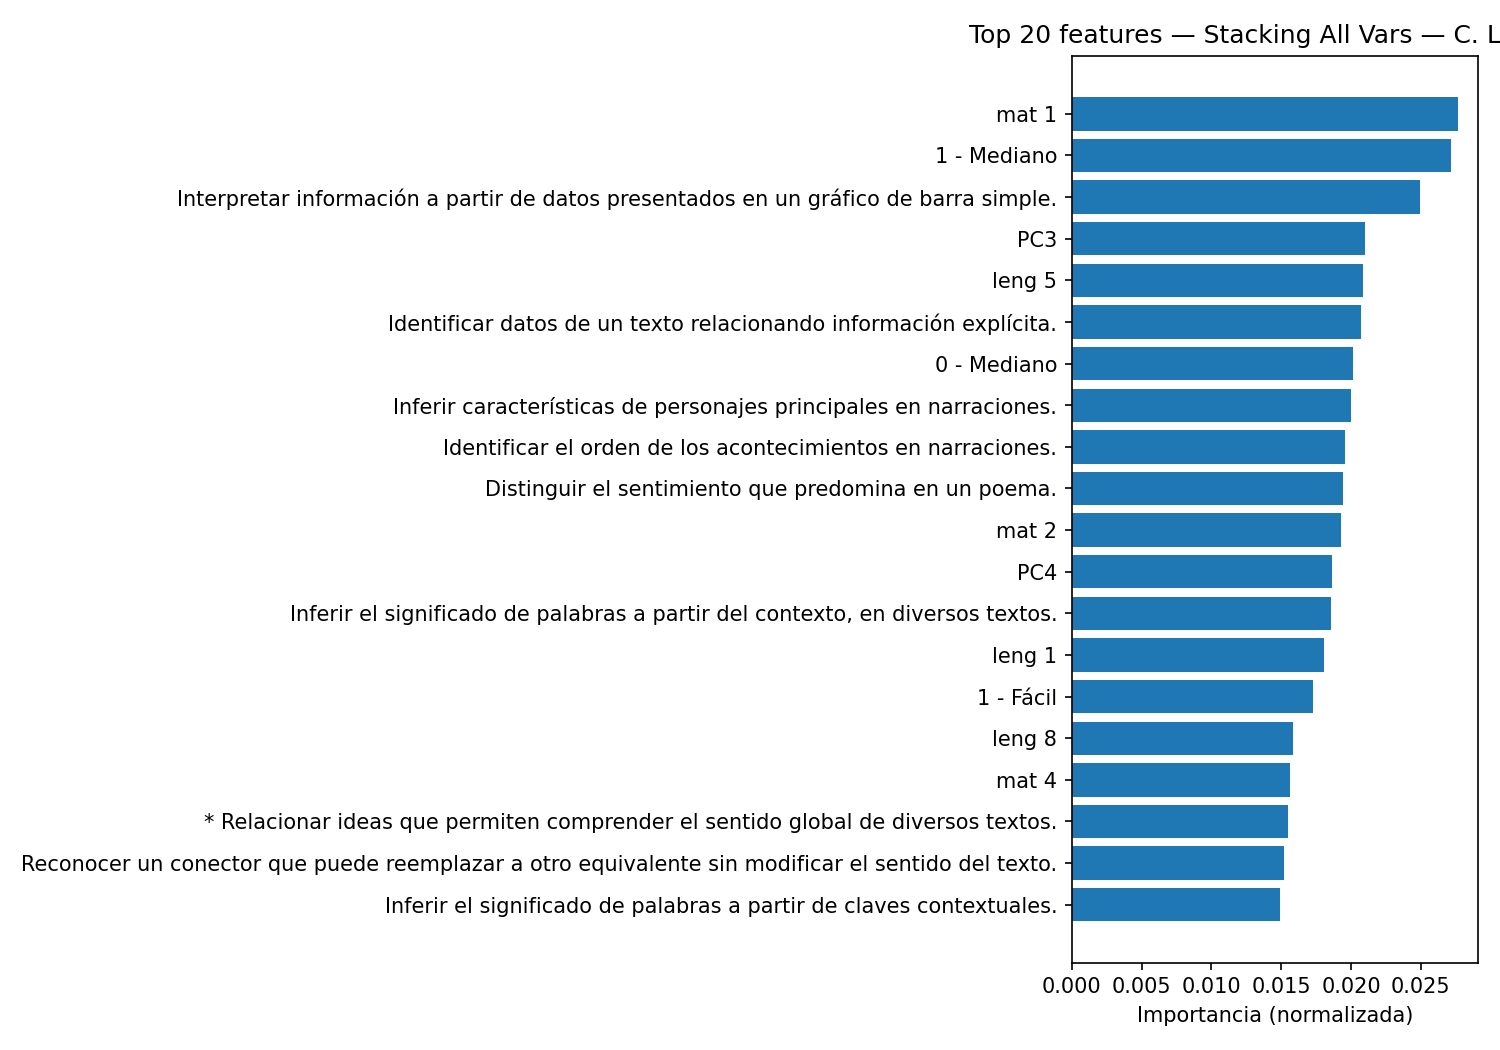 Top 20 features — Stacking All Vars — C. L
mat 1
1 - Mediano
Interpretar información a partir de datos presentados en un gráfico de barra simple.
PC3
leng 5
Identificar datos de un texto relacionando información explícita.
0 - Mediano
Inferir características de personajes principales en narraciones.
Identificar el orden de los acontecimientos en narraciones.
Distinguir el sentimiento que predomina en un poema.
mat 2
PC4
Inferir el significado de palabras a partir del contexto, en diversos textos.
leng 1
1 - Fácil
leng 8
mat 4
* Relacionar ideas que permiten comprender el sentido global de diversos textos.
Reconocer un conector que puede reemplazar a otro equivalente sin modificar el sentido del texto.
Inferir el significado de palabras a partir de claves contextuales.
0.000 0.005 0.010 0.015 0.020 0.025
Importancia (normalizada)